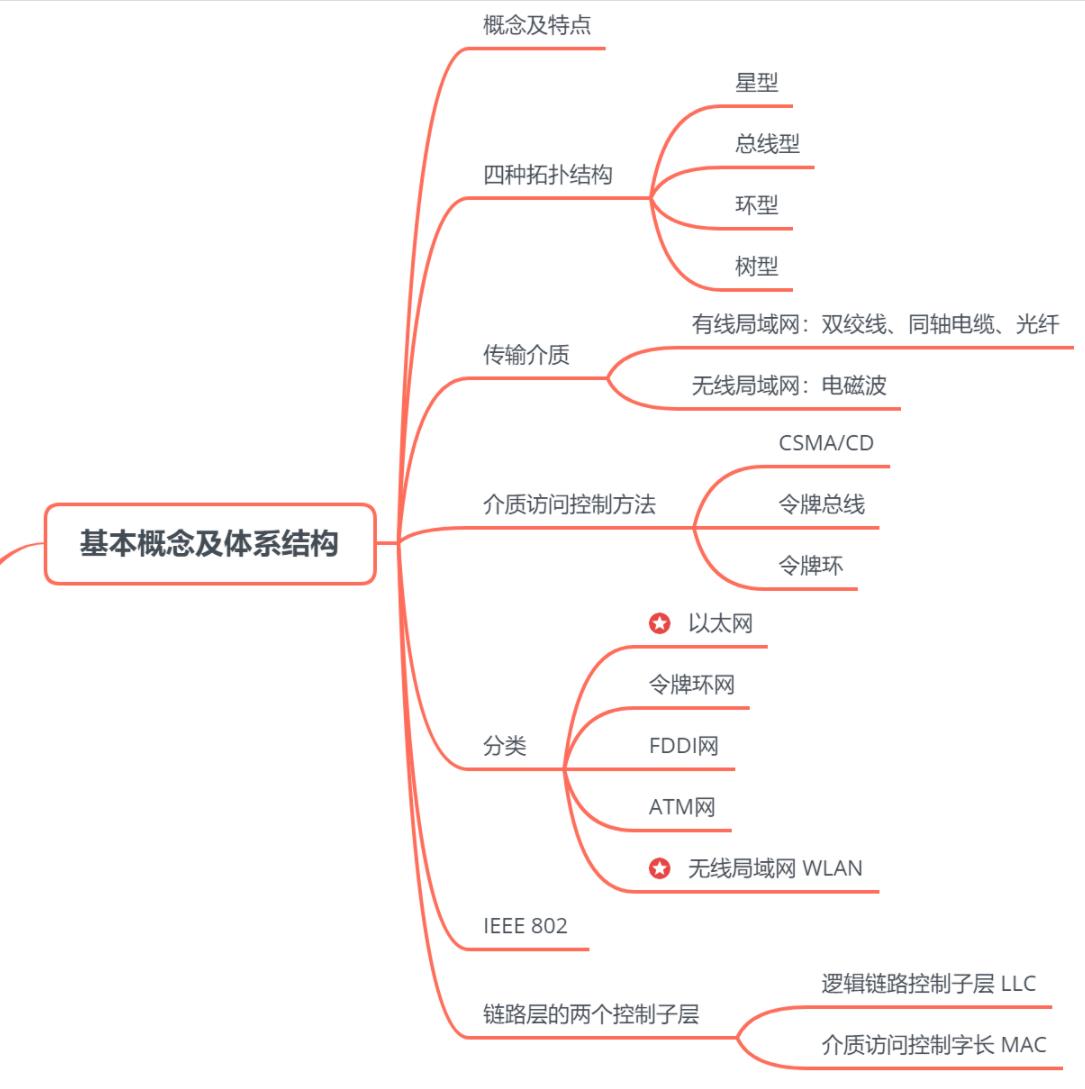 基本概念及体系结构
概念及特点
四种拓扑结构
星型
总线型
环型
树型
传输介质
有线局域网：双绞线、同轴电缆、光纤
无线局域网：电磁波
介质访问控制方法
CSMA/CD
令牌总线
令牌环
分类
以太网
令牌环网
FDDI网
ATM网
无线局域网 WLAN
IEEE 802
链路层的两个控制子层
逻辑链路控制子层 LLC
介质访问控制字长 MAC